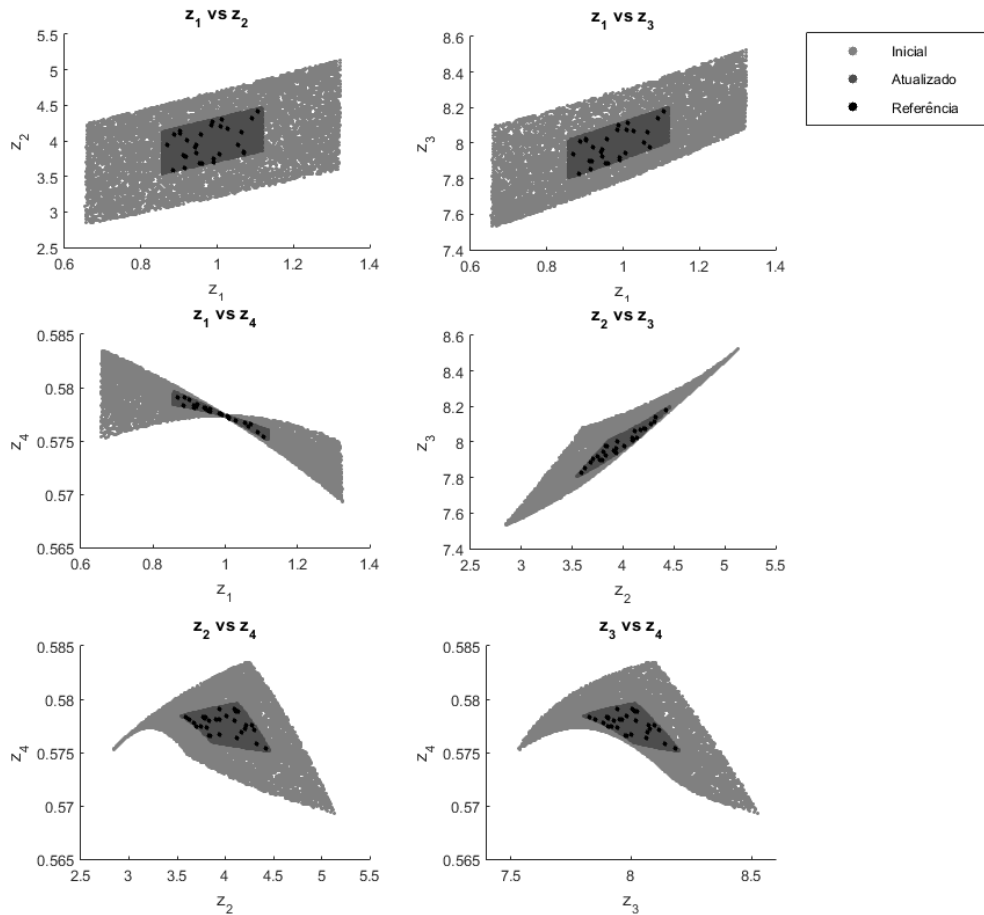 z1 vs z2
5.5
5
4.5
4
3.5
3
2.5
z2
0.6 0.8 1 1.2 1.4
z1
z1 vs z3
8.6
8.4
8.2
8
7.8
7.6
7.4
z3
0.6 0.8 1 1.2 1.4
z1
Inicial
Atualizado
Referência
z1 vs z4
0.585
0.58
0.575
0.57
0.565
z4
0.6 0.8 1 1.2 1.4
z1
z2 vs z3
8.6
8.4
8.2
8
7.8
7.6
7.4
z3
2.5 3 3.5 4 4.5 5 5.5
z2
z2 vs z4
0.585
0.58
0.575
0.57
0.565
z4
2.5 3 3.5 4 4.5 5 5.5
z2
z3 vs z4
0.585
0.58
0.575
0.57
0.565
z4
7.5 8 8.5
z3